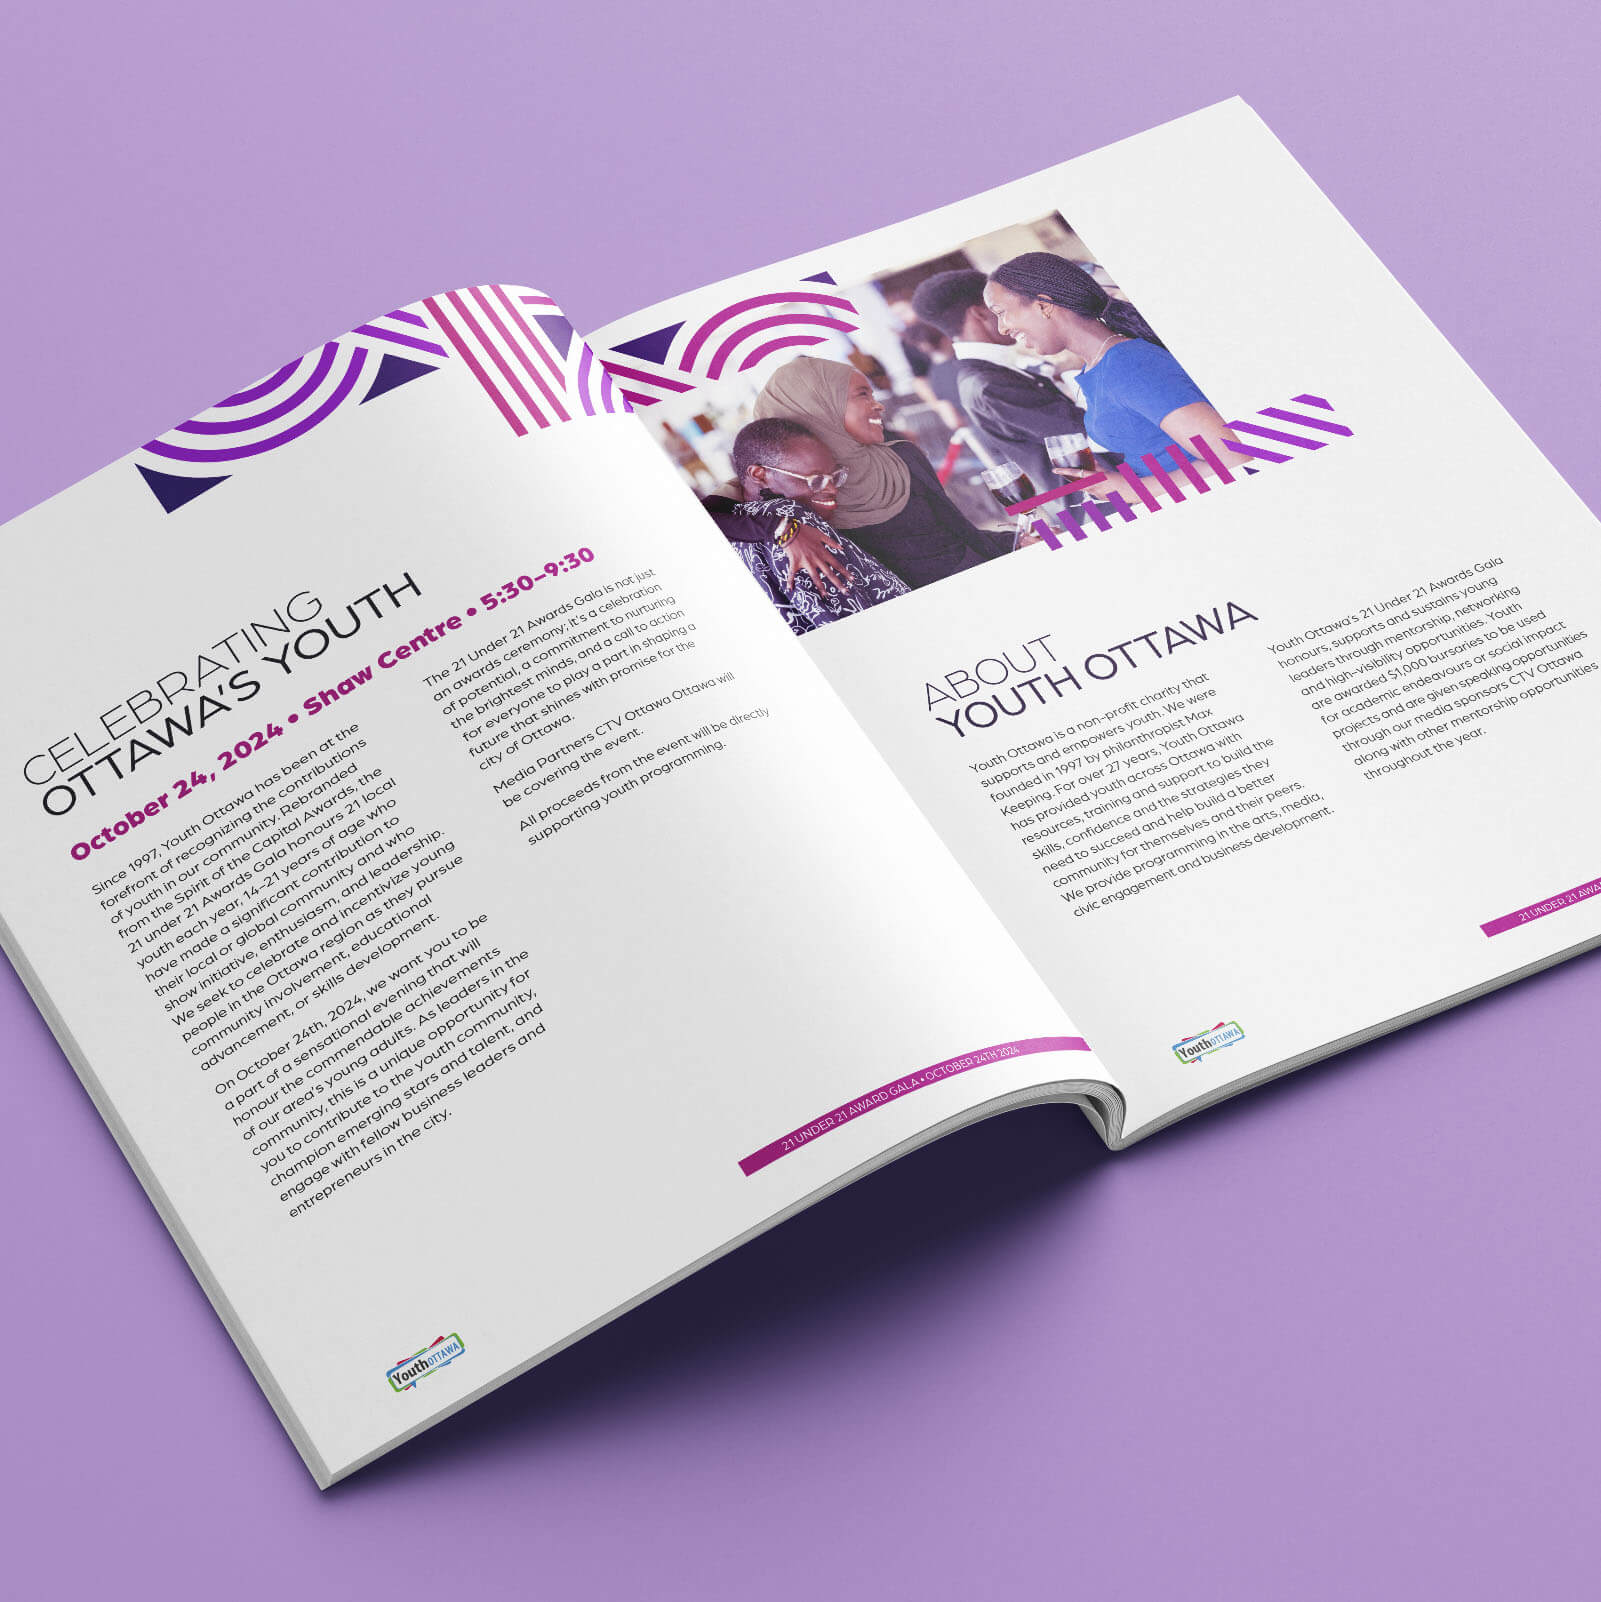 CELEBRATING
OTTAWA'S YOUTH
October 24, 2024 • Shaw Centre • 5:30–9:30
Since 1997, Youth Ottawa has been at the
forefront of recognizing the contributions
of youth in our community. Rebranded
from the Spirit of the Capital Awards, the
21 under 21 Awards Gala honours 21 local
youth each year, 14–21 years of age who
have made a significant contribution to
their local or global community and who
show initiative, enthusiasm, and leadership.
We seek to celebrate and incentivize young
people in the Ottawa region as they pursue
community involvement, educational
advancement, or skills development.
On October 24th, 2024, we want you to be
a part of a sensational evening that will
honour the commendable achievements
of our area's young adults. As leaders in the
community, this is a unique opportunity for
you to contribute to the youth community,
champion emerging stars and talent, and
engage with fellow business leaders and
entrepreneurs in the city.
The 21 Under 21 Awards Gala is not just
an awards ceremony; it's a celebration
of potential, a commitment to nurturing
the brightest minds, and a call to action
for everyone to play a part in shaping a
future that shines with promise for the
city of Ottawa.
Media Partners CTV Ottawa Ottawa will
be covering the event.
All proceeds from the event will be directly
supporting youth programming.
21 UNDER 21 AWARD GALA • OCTOBER 24TH 2024
YouthOTTAWA
ABOUT
YOUTH OTTAWA
Youth Ottawa is a non-profit charity that
supports and empowers youth. We were
founded in 1997 by philanthropist Max
Keeping. For over 27 years, Youth Ottawa
has provided youth across Ottawa with
resources, training and support to build the
skills, confidence and the strategies they
need to succeed and help build a better
community for themselves and their peers.
We provide programming in the arts, media,
civic engagement and business development.
Youth Ottawa's 21 Under 21 Awards Gala
honours, supports and sustains young
leaders through mentorship, networking
and high-visibility opportunities. Youth
are awarded $1,000 bursaries to be used
for academic endeavours or social impact
projects and are given speaking opportunities
through our media sponsors CTV Ottawa
along with other mentorship opportunities
throughout the year.
21 UNDER 21 AWA
YouthOTTAWA